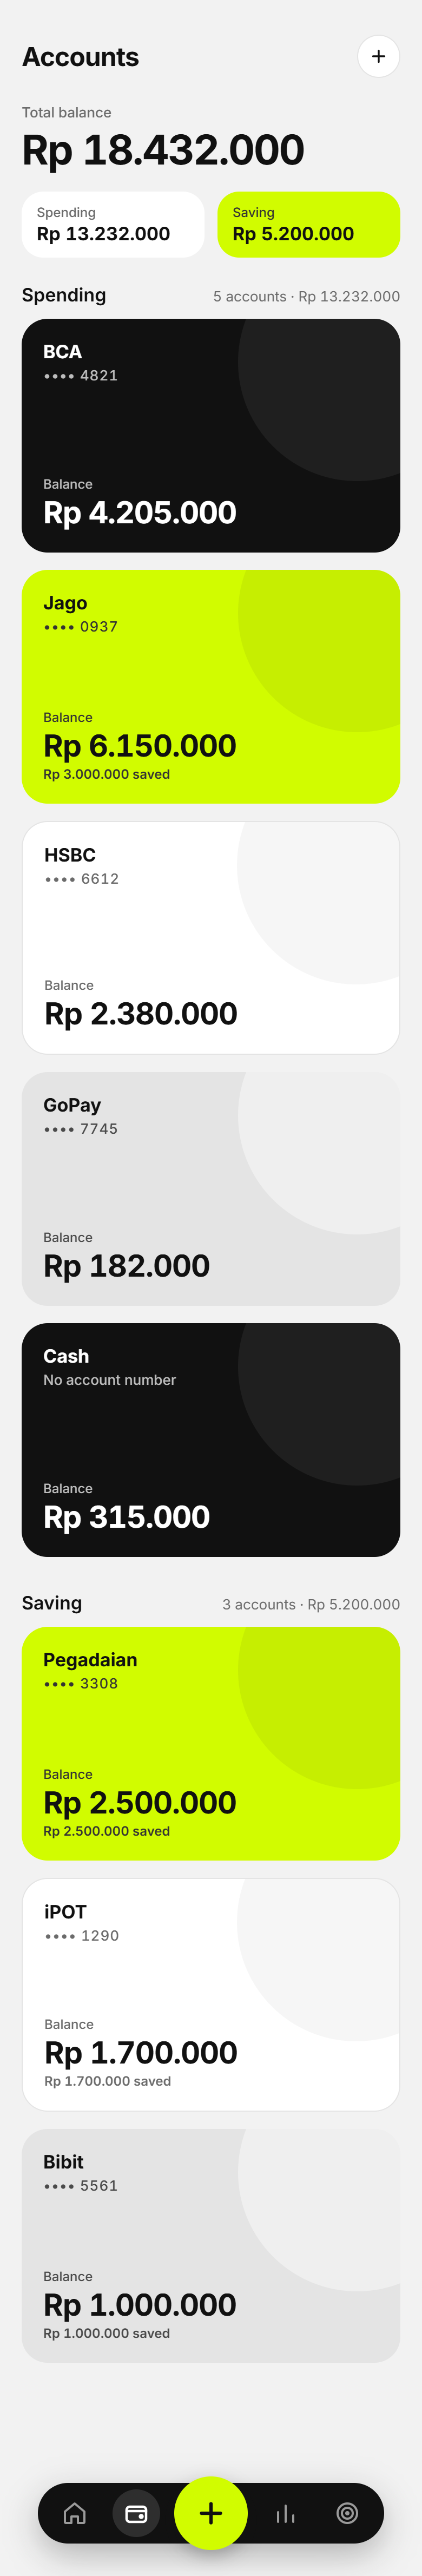 Accounts
Total balance
Rp 18.432.000
Spending
Rp 13.232.000
Saving
Rp 5.200.000
Spending
5 accounts · Rp 13.232.000
BCA
•••• 4821
Balance
Rp 4.205.000
Jago
•••• 0937
Balance
Rp 6.150.000
Rp 3.000.000 saved
HSBC
•••• 6612
Balance
Rp 2.380.000
GoPay
•••• 7745
Balance
Rp 182.000
Cash
No account number
Balance
Rp 315.000
Saving
3 accounts · Rp 5.200.000
Pegadaian
•••• 3308
Balance
Rp 2.500.000
Rp 2.500.000 saved
iPOT
•••• 1290
Balance
Rp 1.700.000
Rp 1.700.000 saved
Bibit
•••• 5561
Balance
Rp 1.000.000
Rp 1.000.000 saved